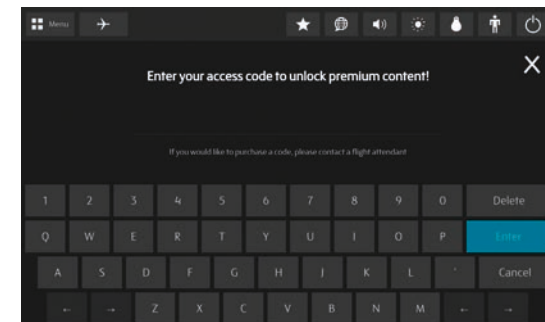 Menu
Enter your access code to unlock premium content!
X
If you would like to purchase a code, please contact a flight attendant
1 2 3 4 5 6 7 8 9 0 Delete
Q W E R T Y U I O P Enter
A S D F G H J K L ' Cancel
← → Z X C V B N M ← →